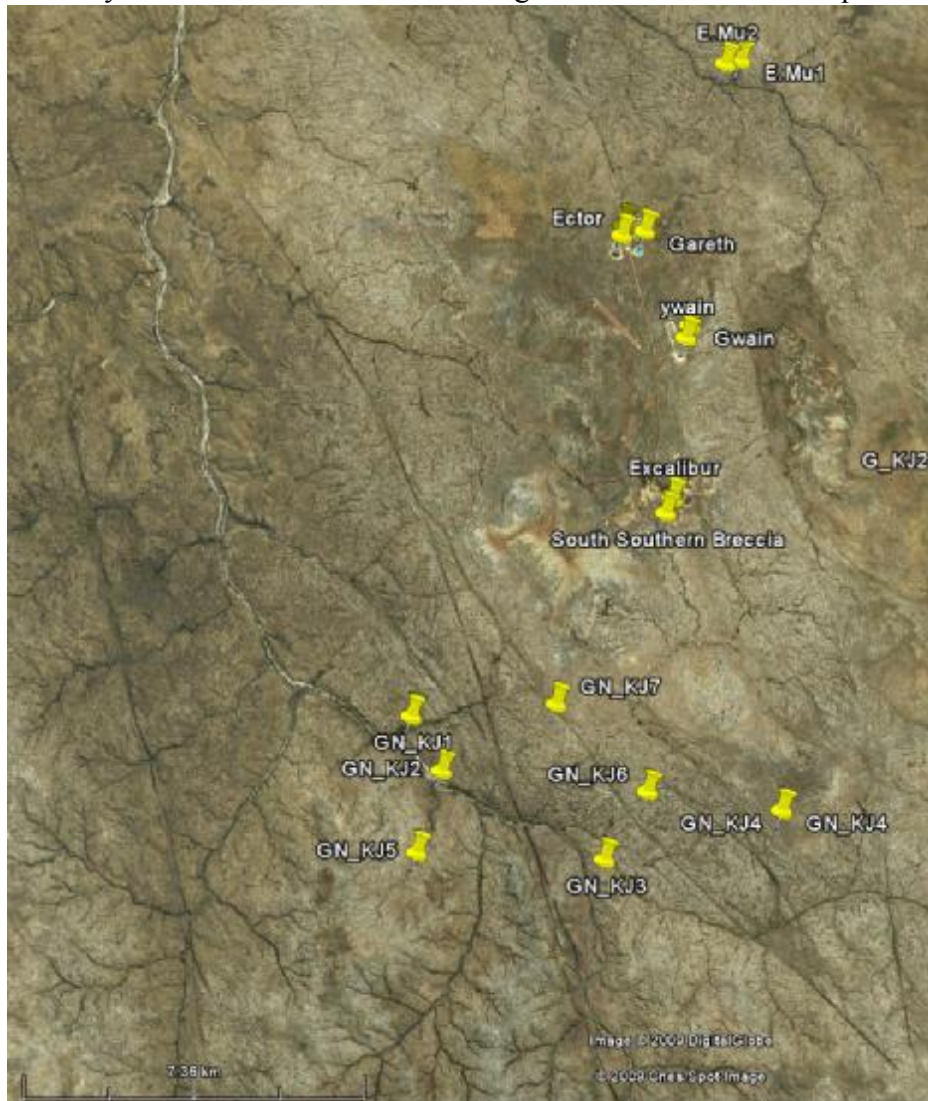 E.Mu2
E.Mu1
Ector
Gareth
ywain
Gwain
G_KJ2
Excalibur
South Southern Breccia
GN_KJ7
GN_KJ1
GN_KJ2
GN_KJ6
GN_KJ4
GN_KJ4
GN_KJ5
GN_KJ3
Image © 2009 DigitalGlobe
7.36 km
© 2009 Cnes/Spot Image